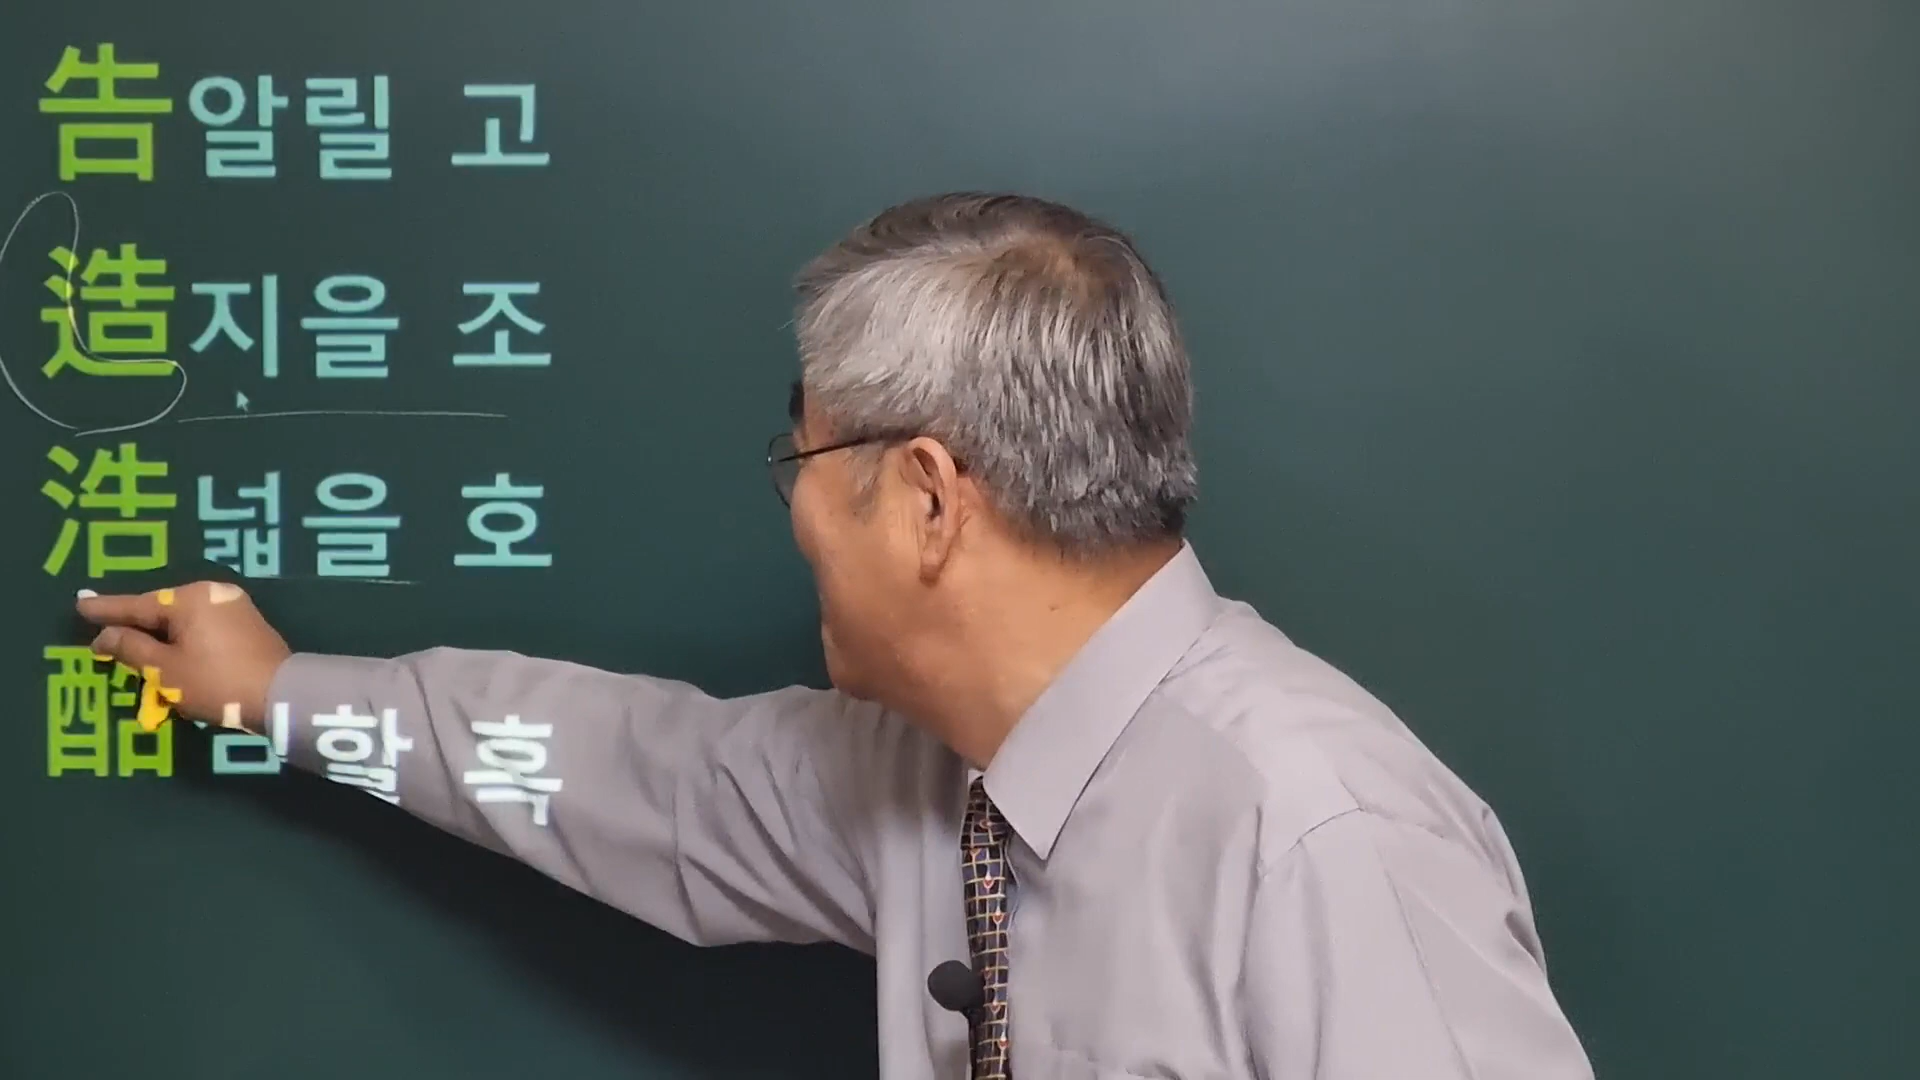 告 알릴 고
造 지을 조
浩 넓을 호
酷 심할 혹